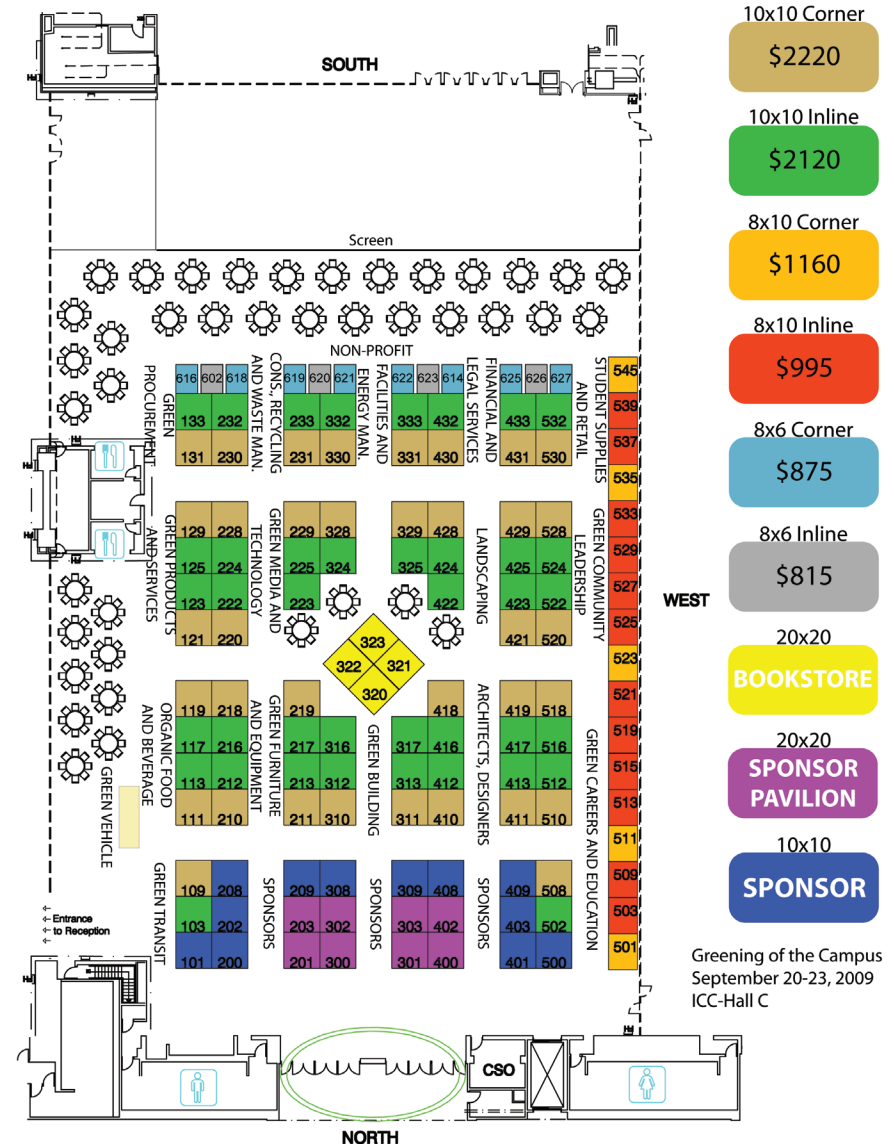 SOUTH
Screen
NON-PROFIT
PROCUREMENT
GREEN
CONS., RECYCLING
AND WASTE MAN.
ENERGY MAN.
FACILITIES AND
LEGAL SERVICES
FINANCIAL AND
AND RETAIL
STUDENT SUPPLIES
616 602 618 619 620 621 622 623 614 625 626 627
133 232 233 332 333 432 433 532
131 230 231 330 331 430 431 530
AND SERVICES
GREEN PRODUCTS
TECHNOLOGY
GREEN MEDIA AND
LANDSCAPING
LEADERSHIP
GREEN COMMUNITY
129 228 229 328 329 428 429 528
125 224 225 324 325 424 425 524
123 222 223 422 423 522
121 220 421 520
323
322 321
320
AND BEVERAGE
ORGANIC FOOD
AND EQUIPMENT
GREEN FURNITURE
GREEN BUILDING
ARCHITECTS, DESIGNERS
GREEN CAREERS AND EDUCATION
119 218 219 418 419 518
117 216 217 316 317 416 417 516
113 212 213 312 313 412 413 512
111 210 211 310 311 410 411 510
GREEN VEHICLE
GREEN TRANSIT
SPONSORS
SPONSORS
SPONSORS
109 208 209 308 309 408 409 508
103 202 203 302 303 402 403 502
101 200 201 300 301 400 401 500
545
539
537
535
533
529
527
525
523
521
519
515
513
511
509
503
501
WEST
Entrance
to Reception
CSO
NORTH
10x10 Corner
$2220
10x10 Inline
$2120
8x10 Corner
$1160
8x10 Inline
$995
8x6 Corner
$875
8x6 Inline
$815
20x20
BOOKSTORE
20x20
SPONSOR
PAVILION
10x10
SPONSOR
Greening of the Campus
September 20-23, 2009
ICC-Hall C